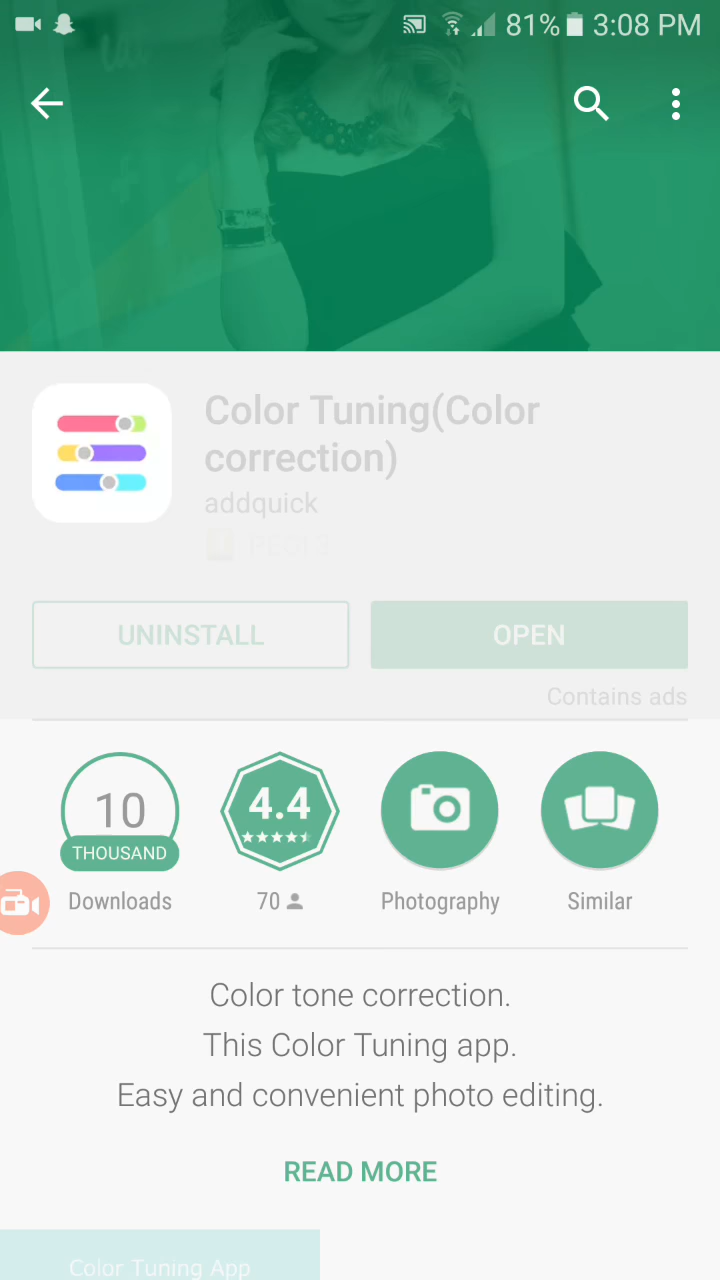 81% 3:08 PM
Color Tuning(Color
correction)
addquick
PEGI 3
UNINSTALL
OPEN
Contains ads
10
THOUSAND
4.4
Downloads
70
Photography
Similar
Color tone correction.
This Color Tuning app.
Easy and convenient photo editing.
READ MORE
Color Tuning App